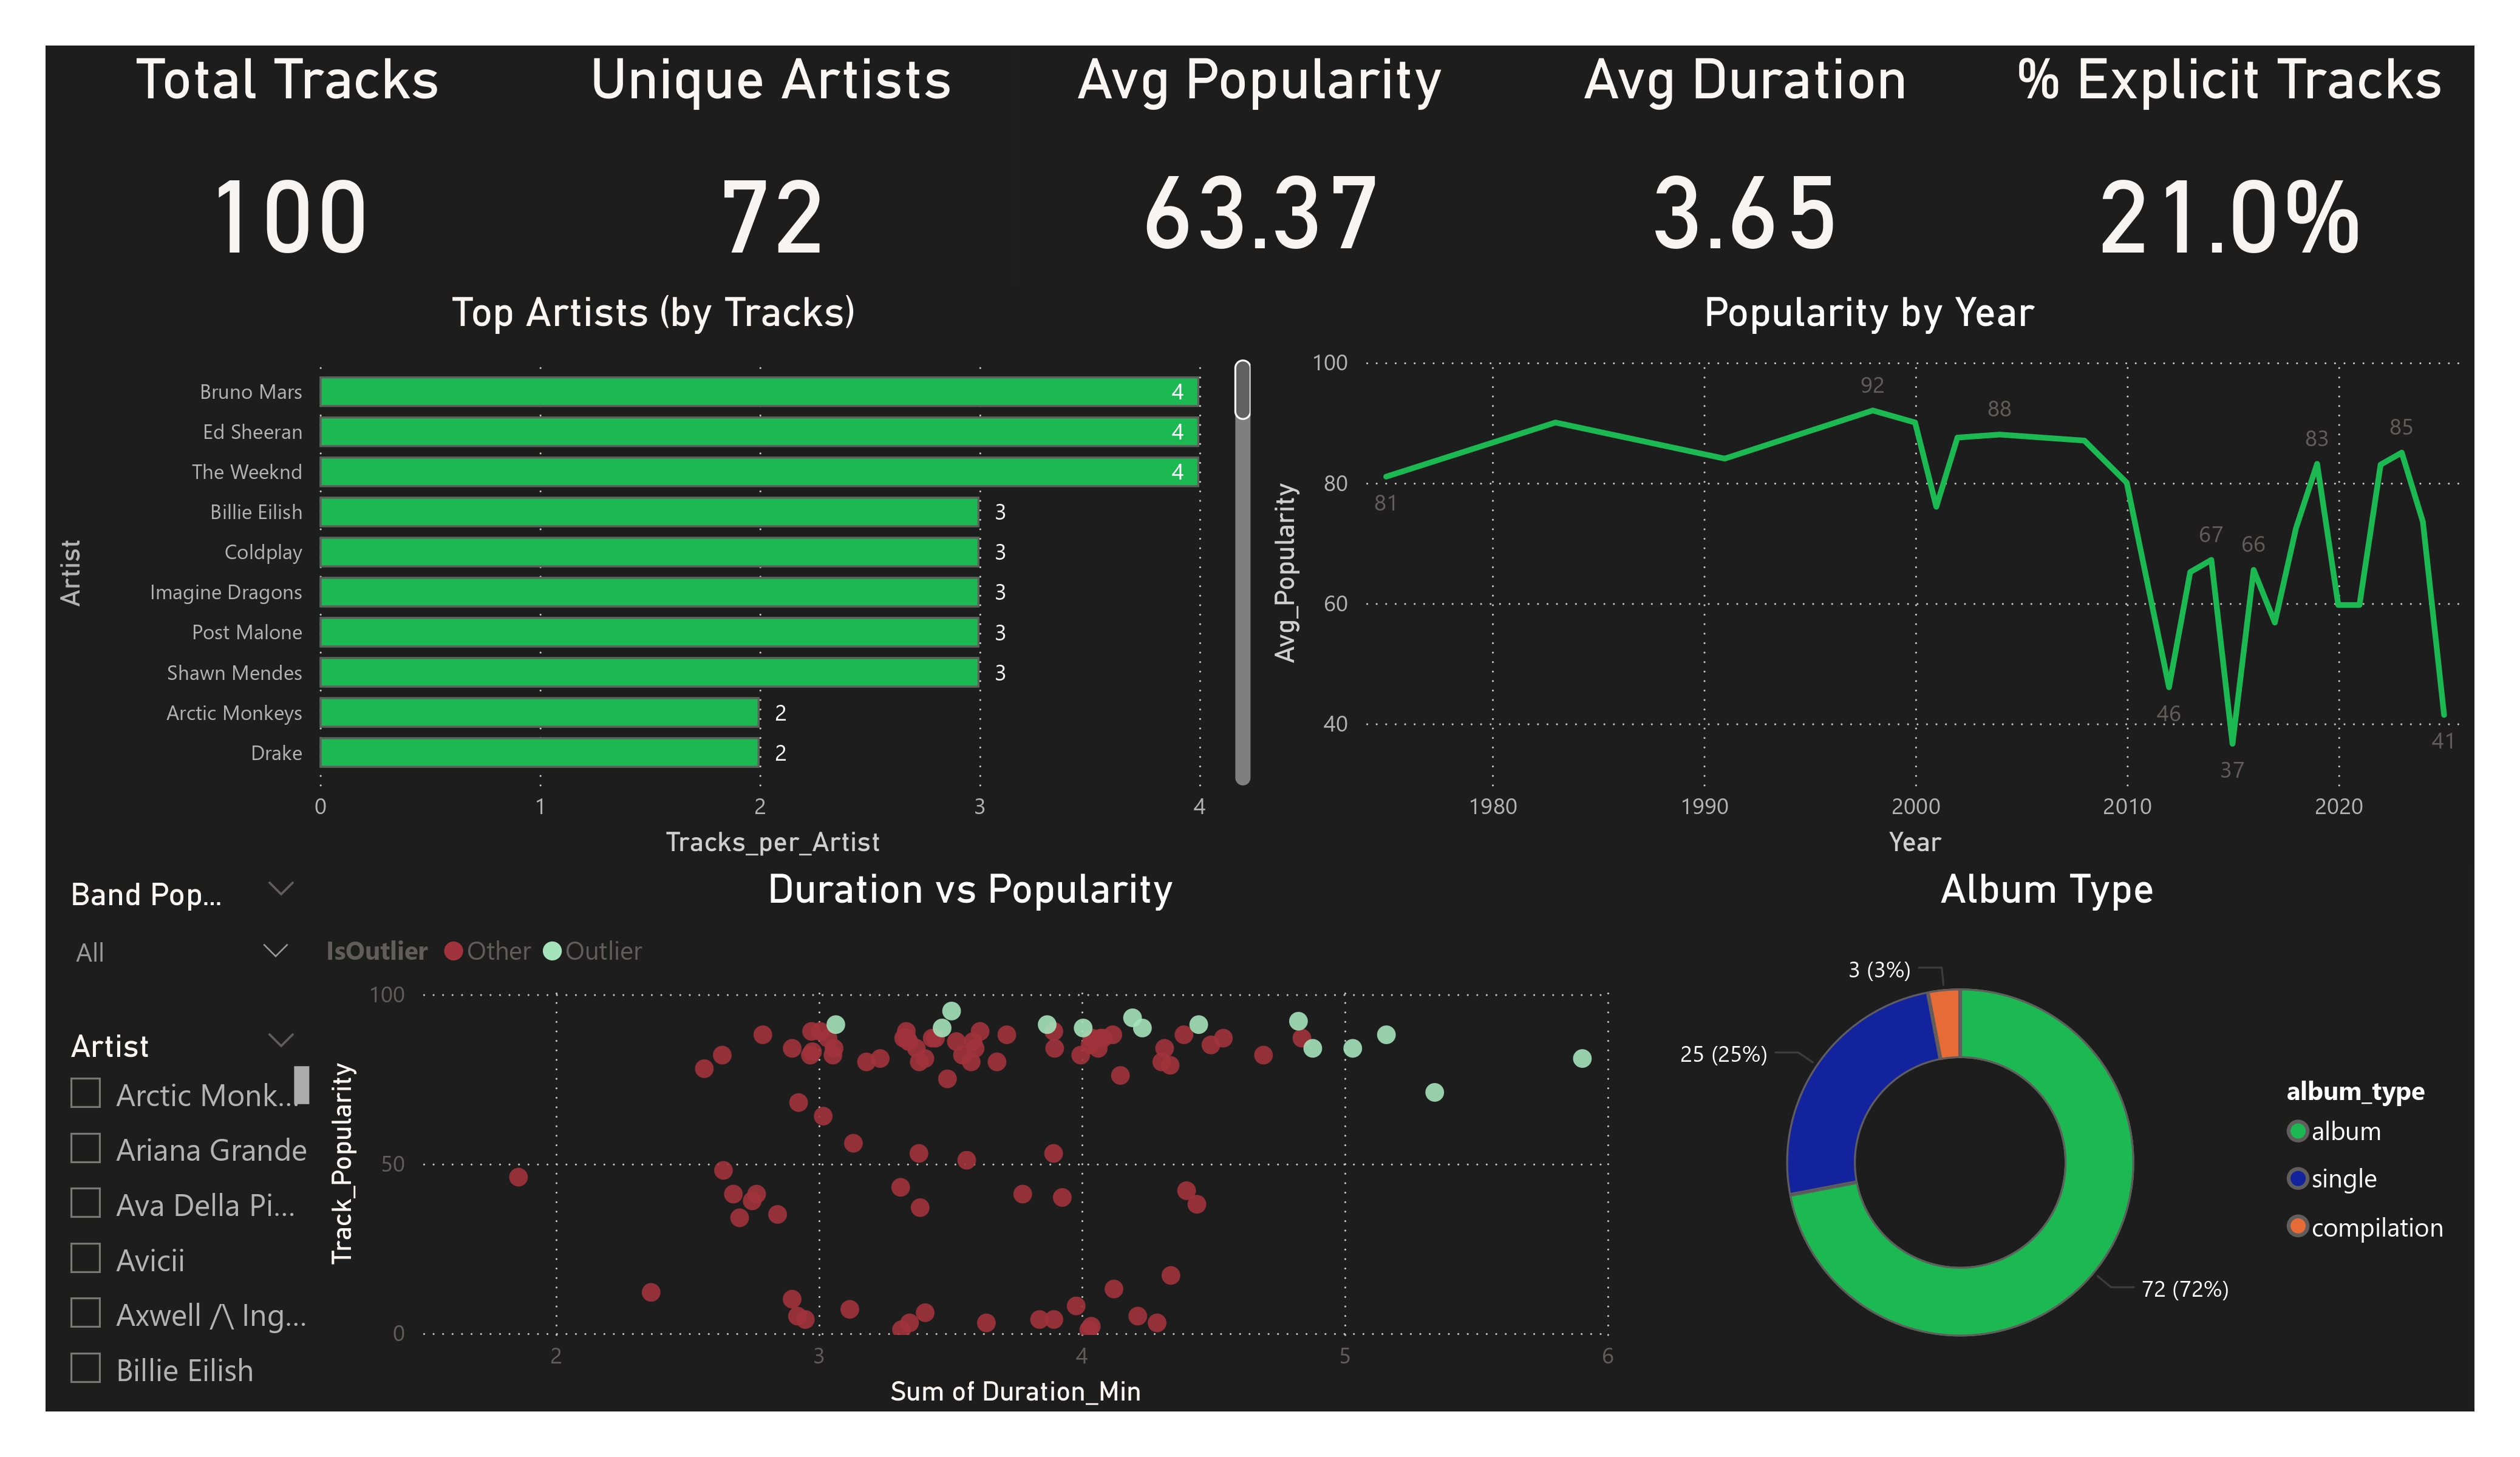 Total Tracks
Unique Artists
Avg Popularity
Avg Duration
% Explicit Tracks
100
72
63.37
3.65
21.0%
Top Artists (by Tracks)
Artist
Bruno Mars
4
Ed Sheeran
4
The Weeknd
4
Billie Eilish
3
Coldplay
3
Imagine Dragons
3
Post Malone
3
Shawn Mendes
3
Arctic Monkeys
2
Drake
2
0 1 2 3 4
Tracks_per_Artist
Popularity by Year
Avg_Popularity
100
80
60
40
81
92
88
46
67
37
66
83
85
41
1980 1990 2000 2010 2020
Year
Band Pop...
All
Artist
Arctic Monk...
Ariana Grande
Ava Della Pi...
Avicii
Axwell /\ Ing...
Billie Eilish
Duration vs Popularity
IsOutlier Other Outlier
Track_Popularity
100
50
0
2 3 4 5 6
Sum of Duration_Min
Album Type
3 (3%)
25 (25%)
72 (72%)
album_type
album
single
compilation